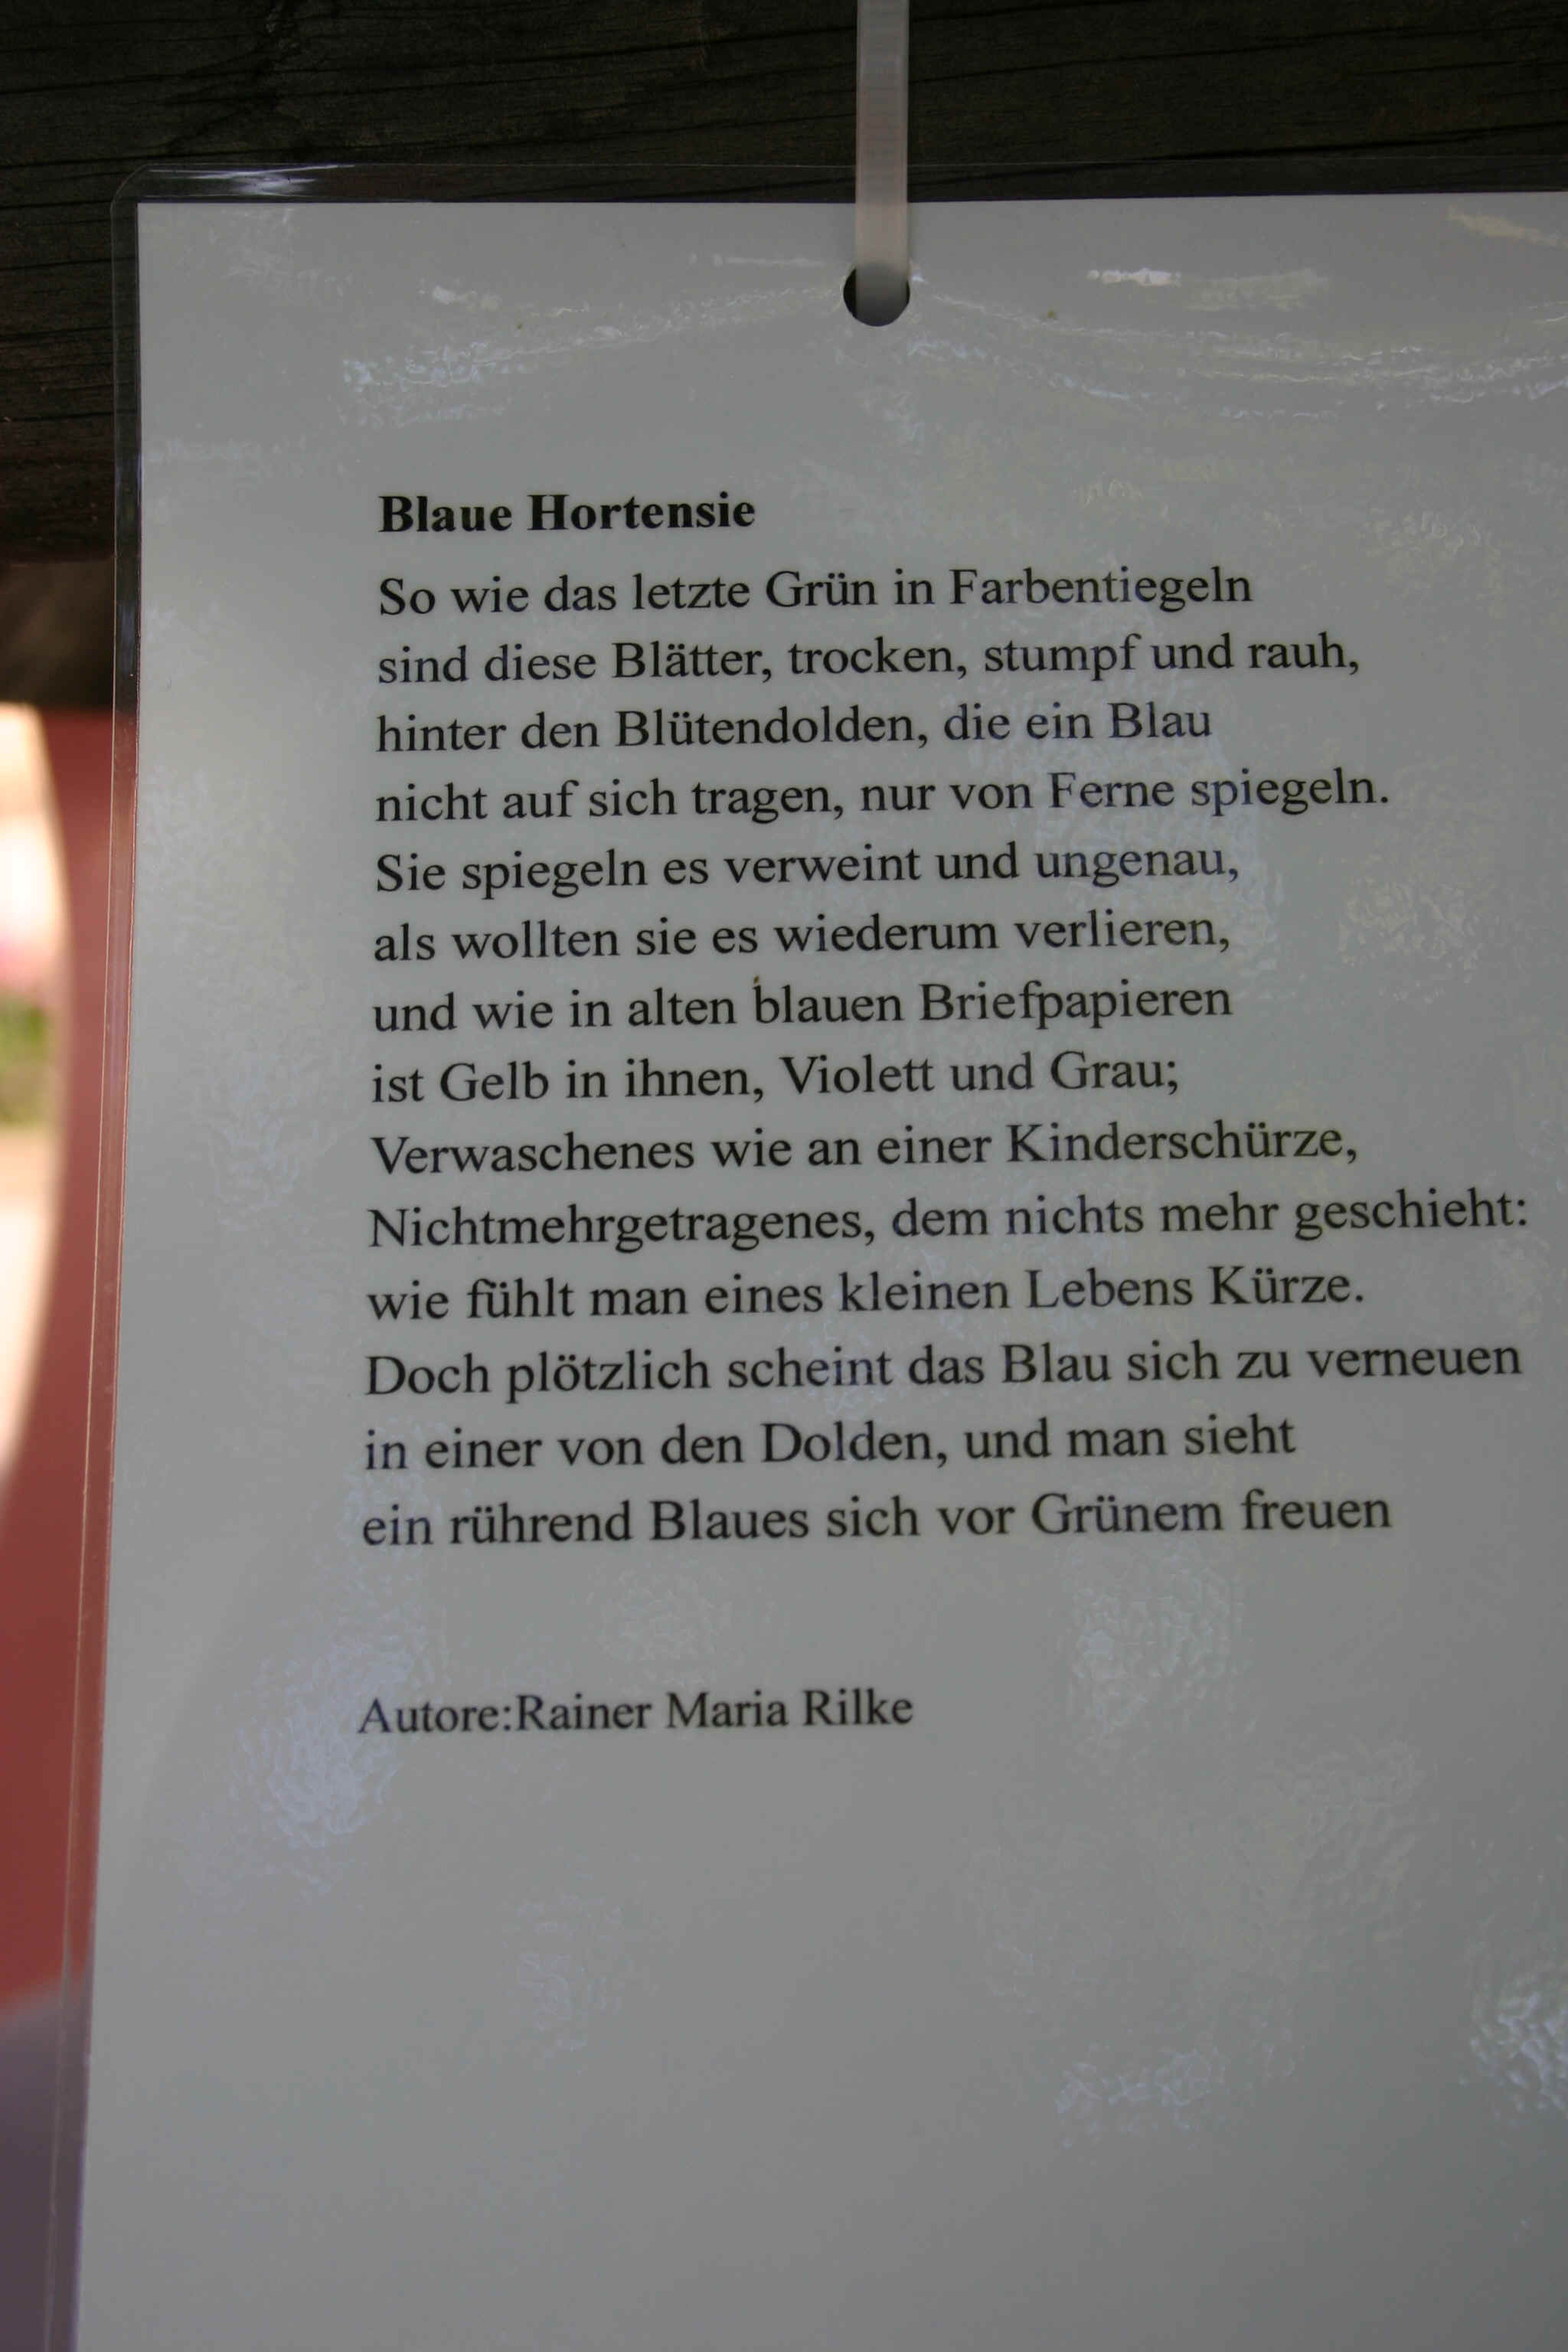 Blaue Hortensie
So wie das letzte Grün in Farbentiegeln
sind diese Blätter, trocken, stumpf und rauh,
hinter den Blütendolden, die ein Blau
nicht auf sich tragen, nur von Ferne spiegeln.
Sie spiegeln es verweint und ungenau,
als wollten sie es wiederum verlieren,
und wie in alten blauen Briefpapieren
ist Gelb in ihnen, Violett und Grau;
Verwaschenes wie an einer Kinderschürze,
Nichtmehrgetragenes, dem nichts mehr geschieht:
wie fühlt man eines kleinen Lebens Kürze.
Doch plötzlich scheint das Blau sich zu verneuen
in einer von den Dolden, und man sieht
ein rührend Blaues sich vor Grünem freuen
Autore:Rainer Maria Rilke